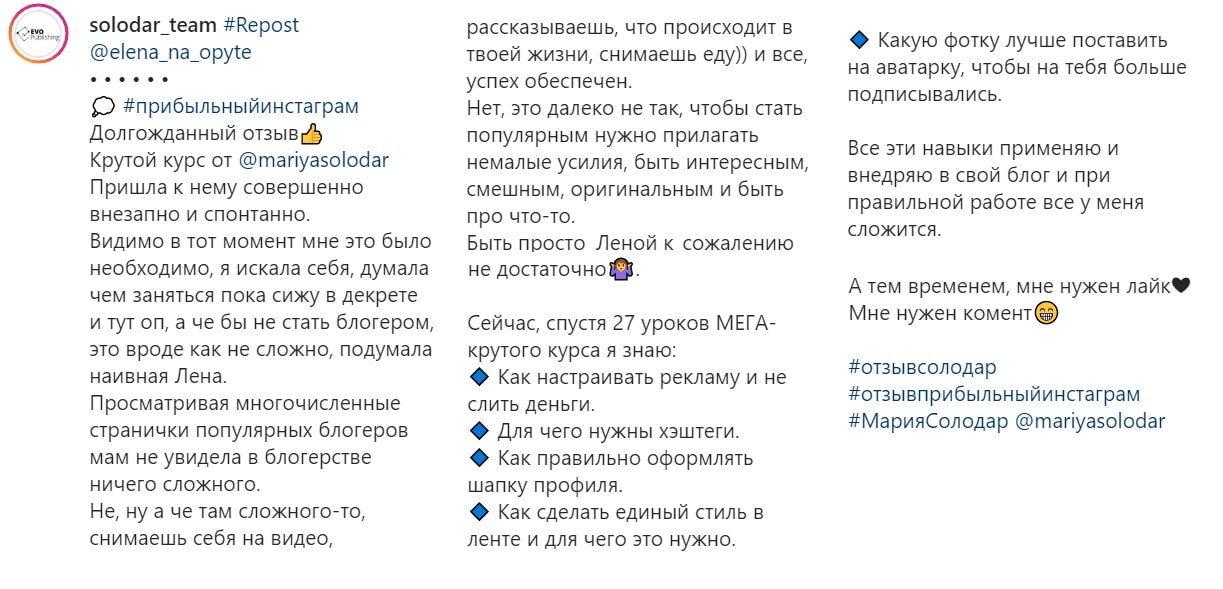 EVO
Publishing
solodar_team #Repost
@elena_na_opyte
• • • • • •
💭 #прибыльныйинстаграм
Долгожданный отзыв👍
Крутой курс от @mariyasolodar
Пришла к нему совершенно
внезапно и спонтанно.
Видимо в тот момент мне это было
необходимо, я искала себя, думала
чем заняться пока сижу в декрете
и тут оп, а че бы не стать блогером,
это вроде как не сложно, подумала
наивная Лена.
Просматривая многочисленные
странички популярных блогеров
мам не увидела в блогерстве
ничего сложного.
Не, ну а че там сложного-то,
снимаешь себя на видео,
рассказываешь, что происходит в
твоей жизни, снимаешь еду)) и все,
успех обеспечен.
Нет, это далеко не так, чтобы стать
популярным нужно прилагать
немалые усилия, быть интересным,
смешным, оригинальным и быть
про что-то.
Быть просто Леной к сожалению
не достаточно🤷‍♀️.
Сейчас, спустя 27 уроков МЕГА-
крутого курса я знаю:
🔷 Как настраивать рекламу и не
слить деньги.
🔷 Для чего нужны хэштеги.
🔷 Как правильно оформлять
шапку профиля.
🔷 Как сделать единый стиль в
ленте и для чего это нужно.
🔷 Какую фотку лучше поставить
на аватарку, чтобы на тебя больше
подписывались.
Все эти навыки применяю и
внедряю в свой блог и при
правильной работе все у меня
сложится.
А тем временем, мне нужен лайк🖤
Мне нужен комент😁
#отзывсолодар
#отзывприбыльныйинстаграм
#МарияСолодар @mariyasolodar